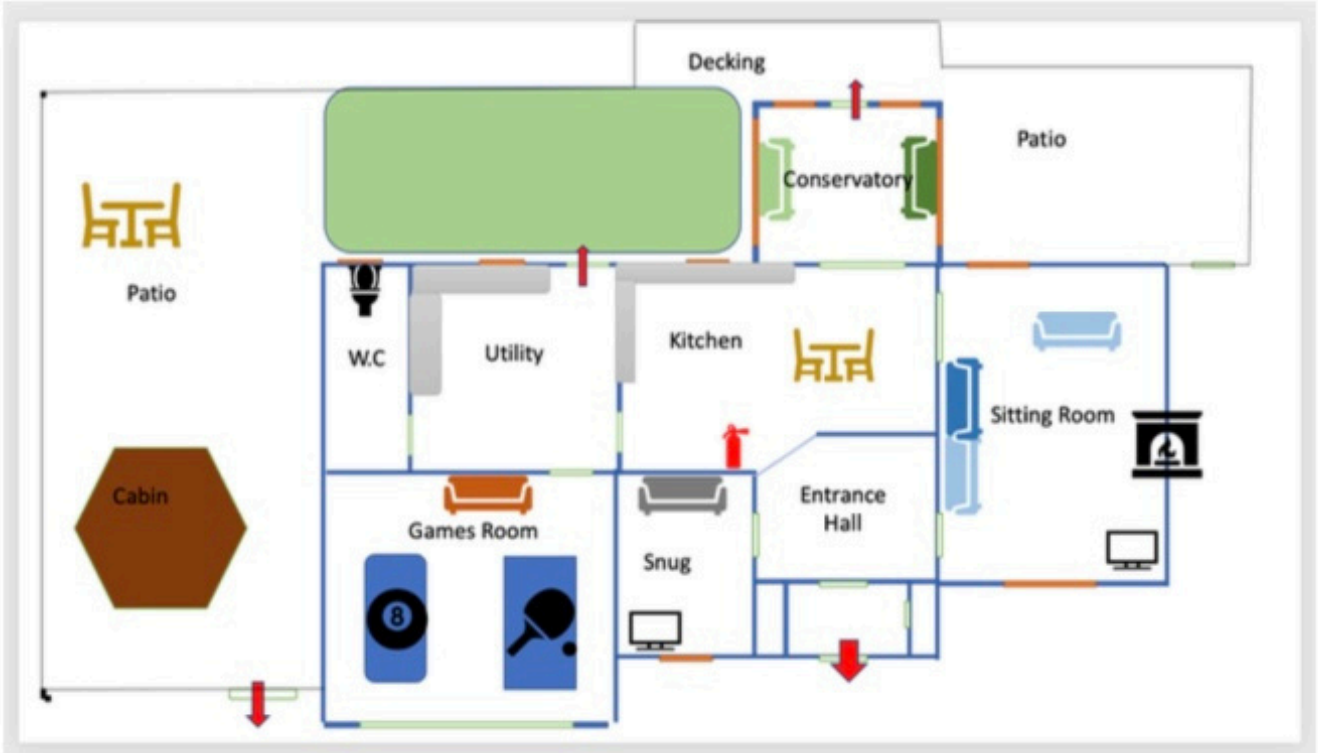 Decking
Patio
Conservatory
Patio
W.C
Utility
Kitchen
Sitting Room
Cabin
Games Room
Entrance
Hall
Snug
8